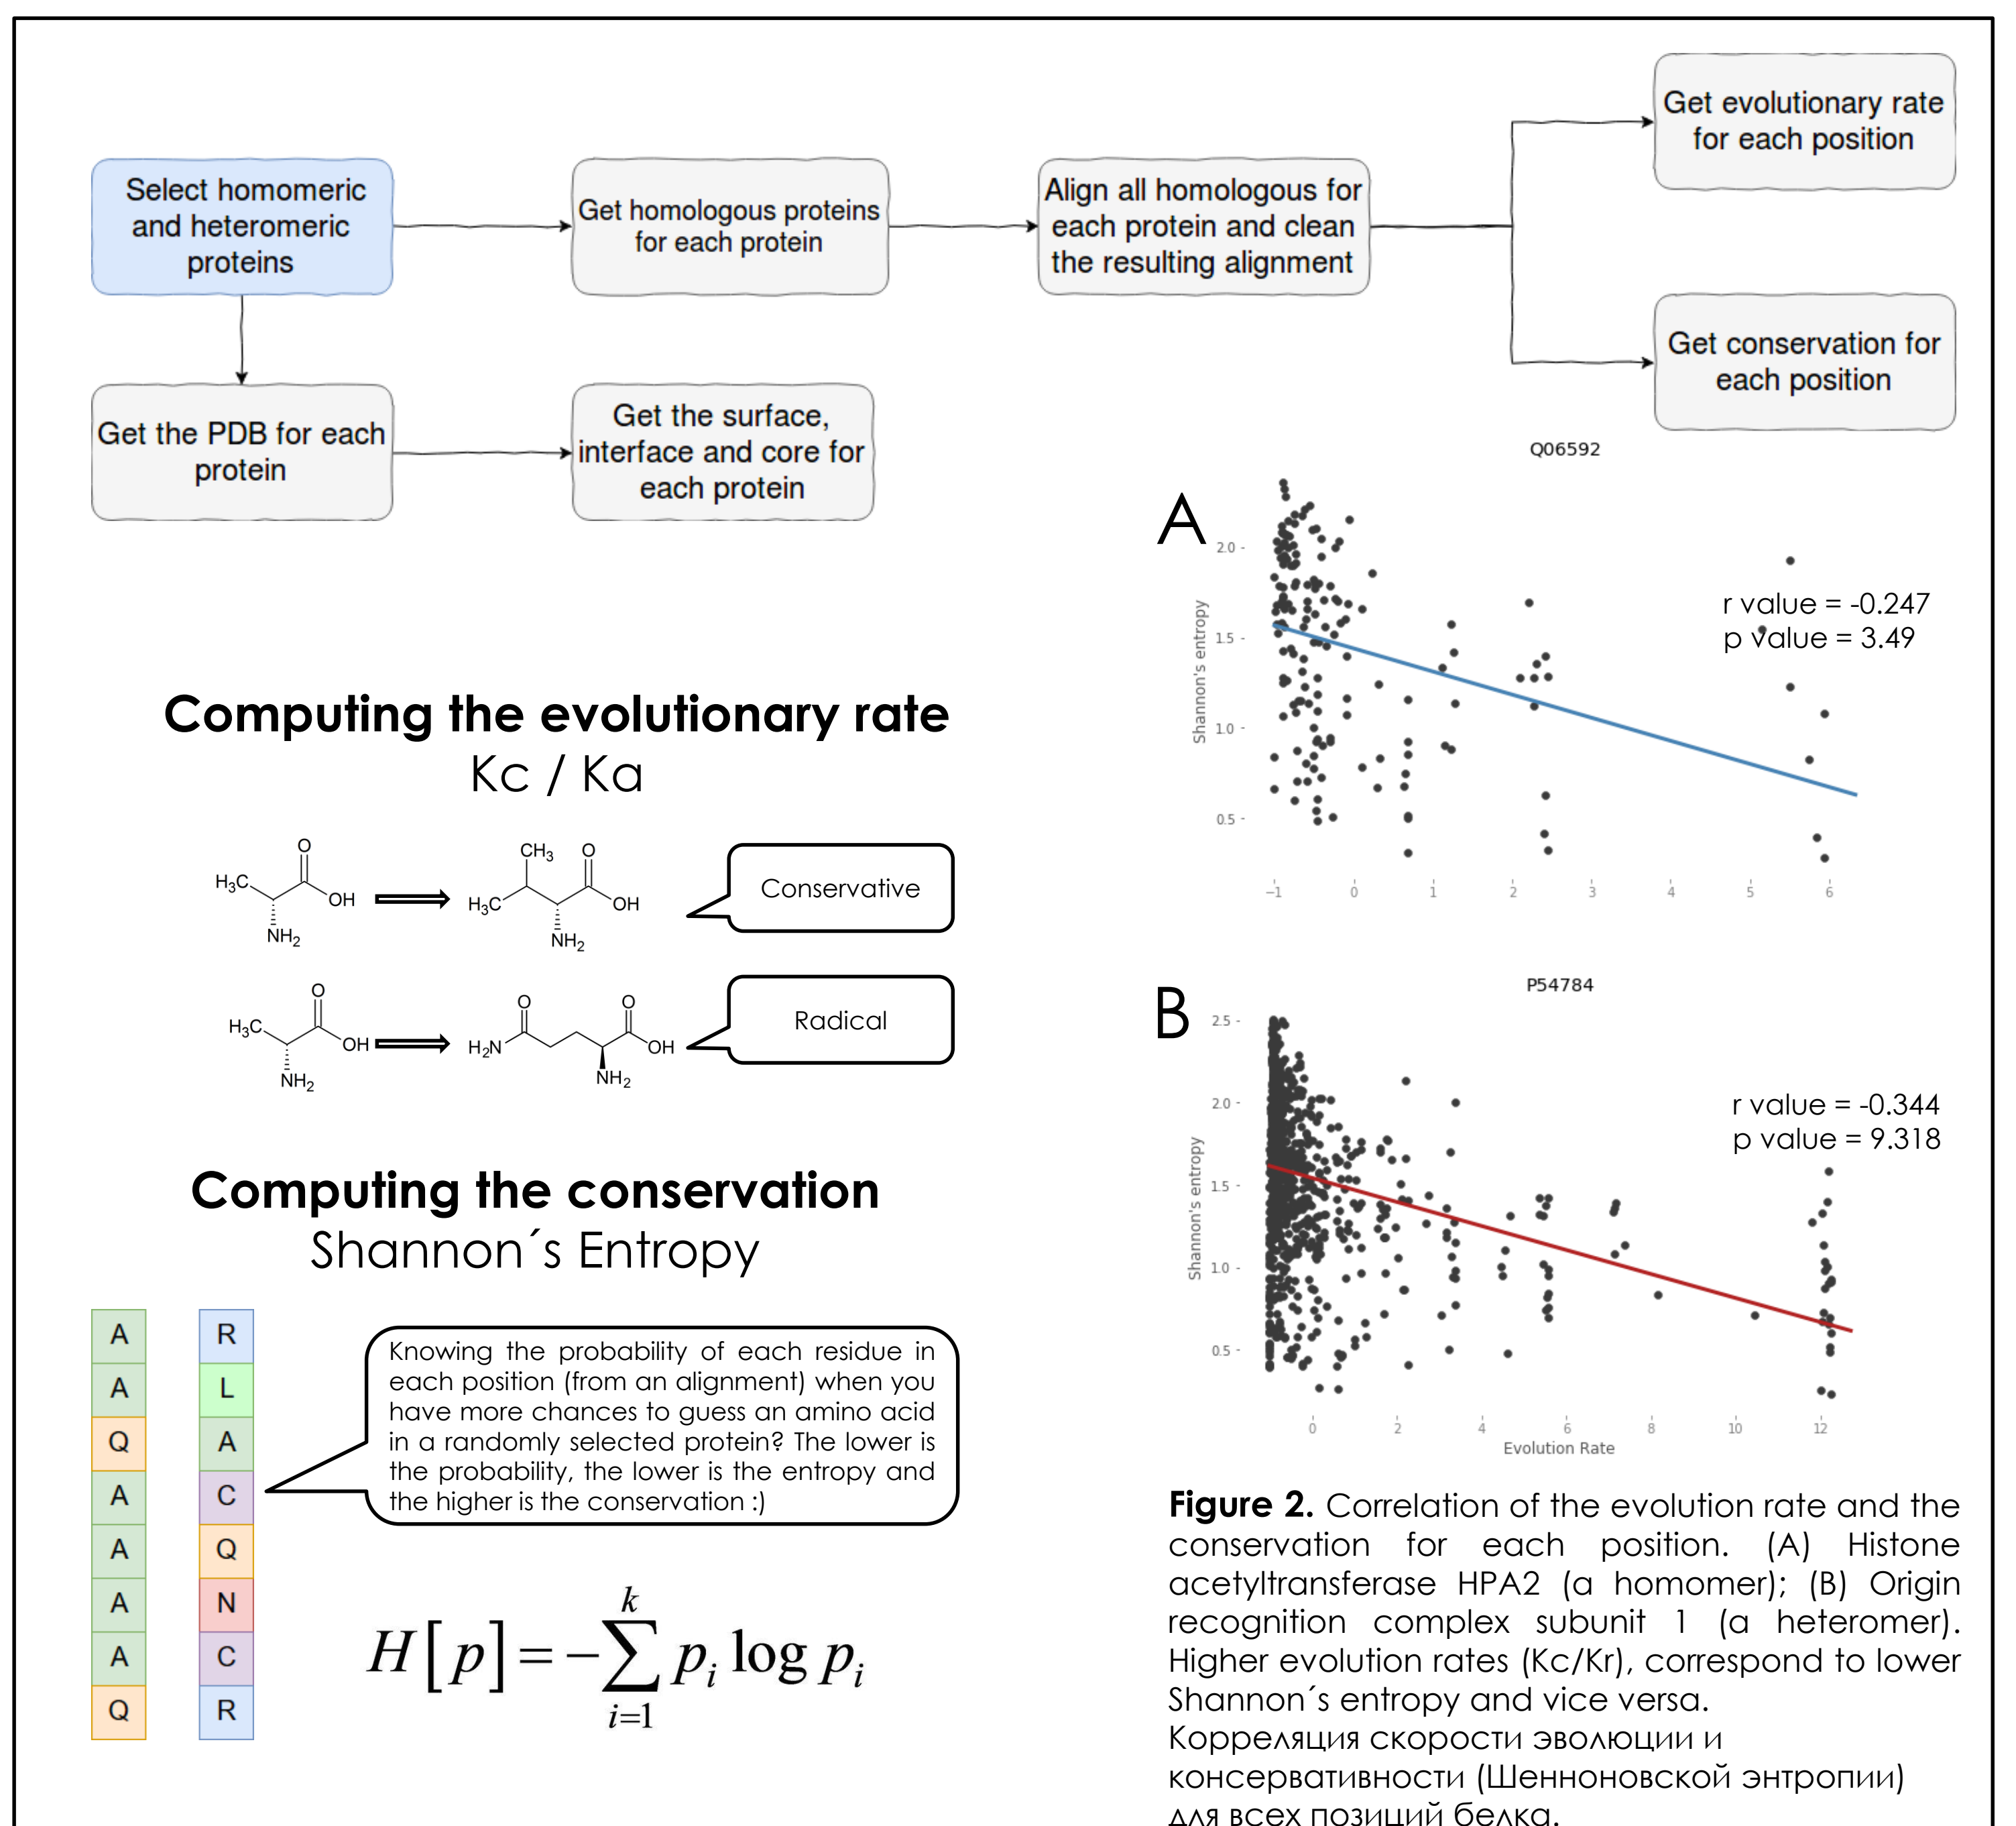 Select homomeric
and heteromeric
proteins
Get homologous proteins
for each protein
Align all homologous for
each protein and clean
the resulting alignment
Get evolutionary rate
for each position
Get conservation for
each position
Get the PDB for each
protein
Get the surface,
interface and core for
each protein
Computing the evolutionary rate
Kc / Ka
H₃C
O
OH
NH₂
CH₃
H₃C
O
OH
NH₂
Conservative
H₃C
O
OH
NH₂
O
H₂N
O
OH
NH₂
Radical
Computing the conservation
Shannon´s Entropy
A
A
Q
A
A
A
A
Q
R
L
A
C
Q
N
C
R
Knowing the probability of each residue in
each position (from an alignment) when you
have more chances to guess an amino acid
in a randomly selected protein? The lower is
the probability, the lower is the entropy and
the higher is the conservation :)
H[p] = −∑ᵢ₌₁ᵏ pᵢ log pᵢ
Q06592
A
Shannon's entropy
2.0
1.5
1.0
0.5
r value = -0.247
p value = 3.49
−1 0 1 2 3 4 5 6
P54784
B
Shannon's entropy
2.5
2.0
1.5
1.0
0.5
r value = -0.344
p value = 9.318
0 2 4 6 8 10 12
Evolution Rate
Figure 2. Correlation of the evolution rate and the
conservation for each position. (A) Histone
acetyltransferase HPA2 (a homomer); (B) Origin
recognition complex subunit 1 (a heteromer).
Higher evolution rates (Kc/Kr), correspond to lower
Shannon´s entropy and vice versa.
Корреляция скорости эволюции и
консервативности (Шенноновской энтропии)
для всех позиций белка.